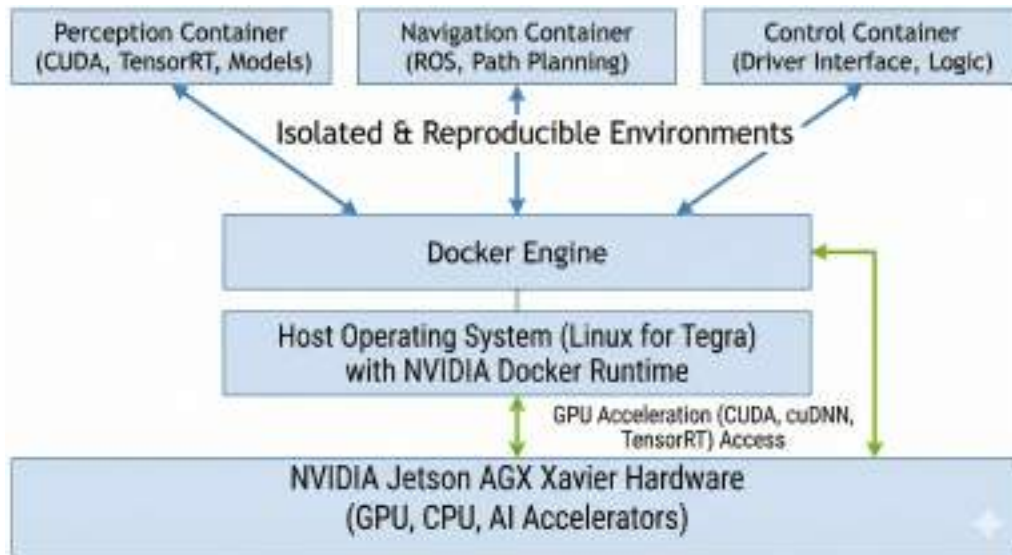 Perception Container
(CUDA, TensorRT, Models)
Navigation Container
(ROS, Path Planning)
Control Container
(Driver Interface, Logic)
Isolated & Reproducible Environments
Docker Engine
Host Operating System (Linux for Tegra)
with NVIDIA Docker Runtime
GPU Acceleration (CUDA, cuDNN,
TensorRT) Access
NVIDIA Jetson AGX Xavier Hardware
(GPU, CPU, AI Accelerators)